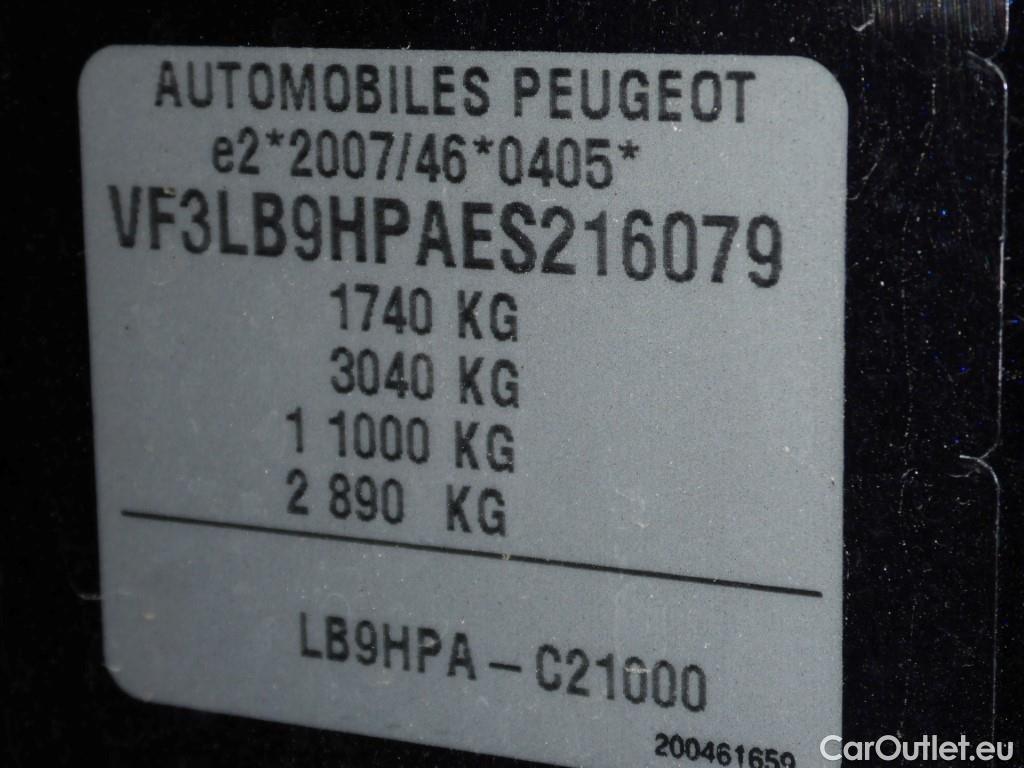 AUTOMOBILES PEUGEOT
e2*2007/46*0405*
VF3LB9HPAES216079
1740 KG
3040 KG
1 1000 KG
2 890 KG
LB9HPA – C21000
200461659
CarOutlet.eu